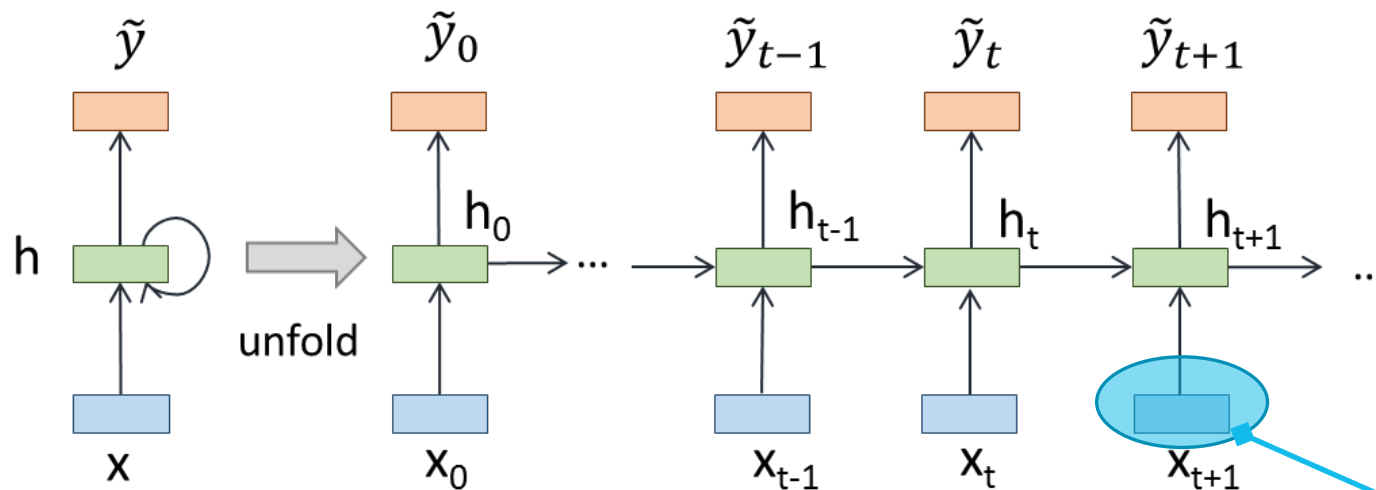 ỹ ỹ₀ ỹₜ₋₁ ỹₜ ỹₜ₊₁
h h₀ ... hₜ₋₁ hₜ hₜ₊₁ ..
unfold
x x₀ xₜ₋₁ xₜ xₜ₊₁